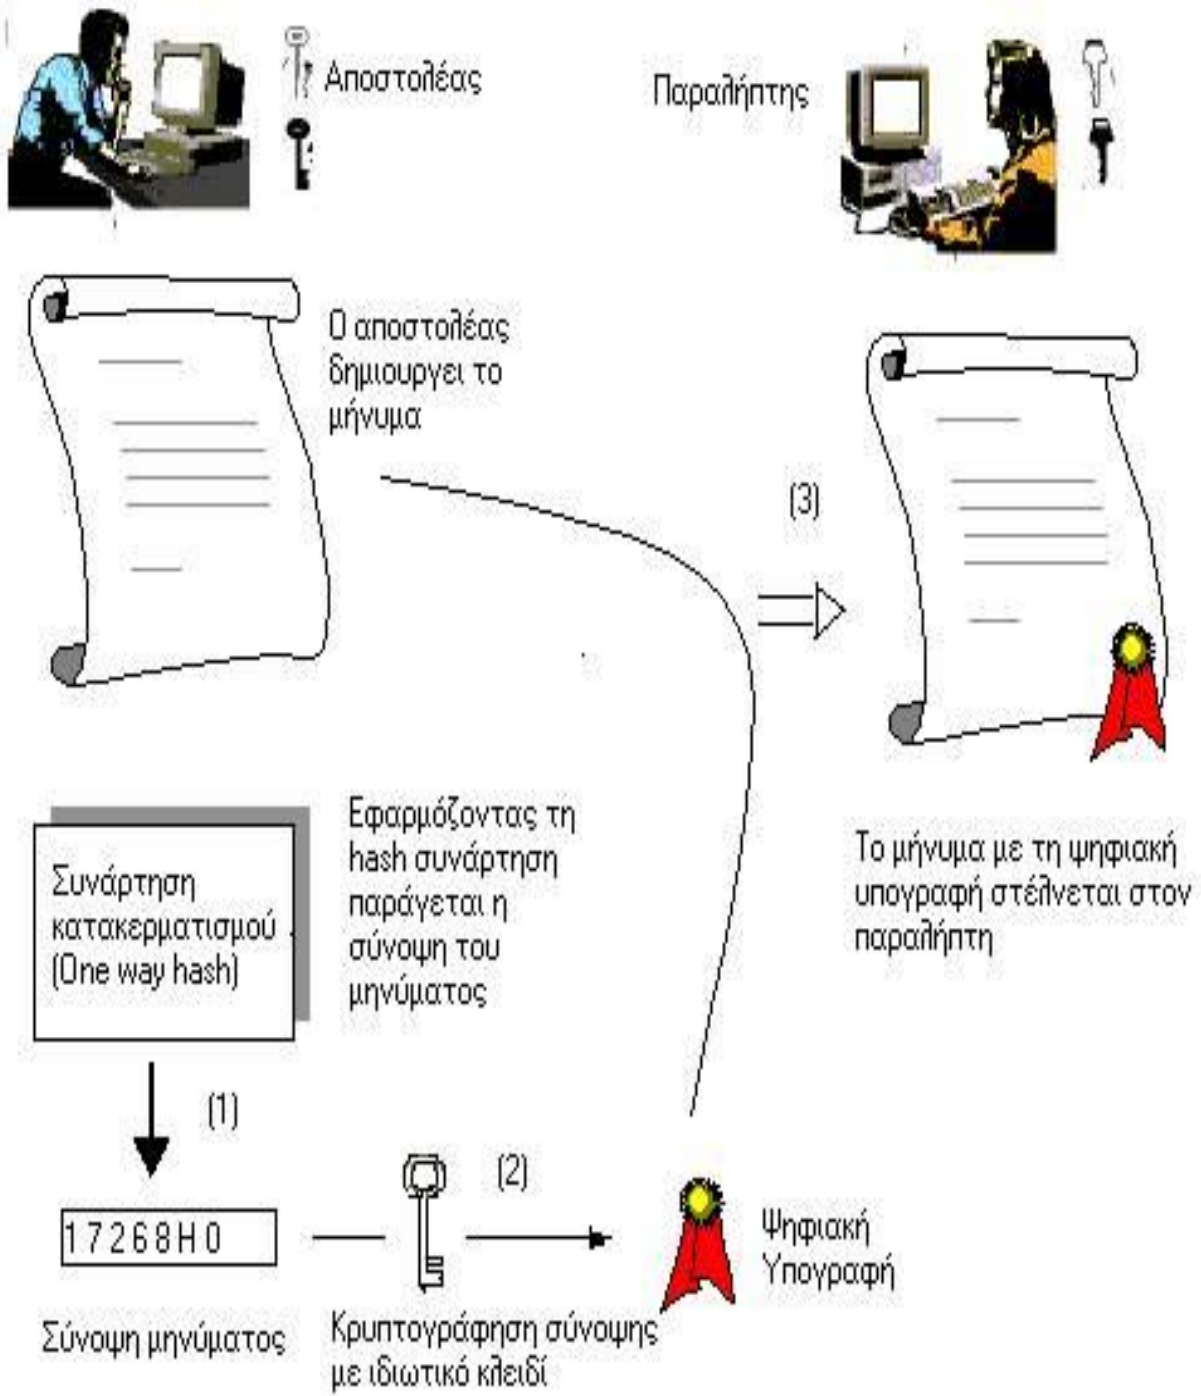 Αποστολέας
Παραλήπτης
Ο αποστολέας
δημιουργει το
μήνυμα
(3)
Εφαρμόζοντας τη
hash συνάρτηση
παράγεται η
σύνοψη του
μηνύματος
Συνάρτηση
κατακερματισμού
(One way hash)
Το μήνυμα με τη ψηφιακή
υπογραφή στέλνεται στον
παραλήπτη
(1)
(2)
17268H0
Ψηφιακή
Υπογραφή
Σύνοψη μηνύματος
Κρυπτογράφηση σύνοψης
με ιδιωτικό κλειδί